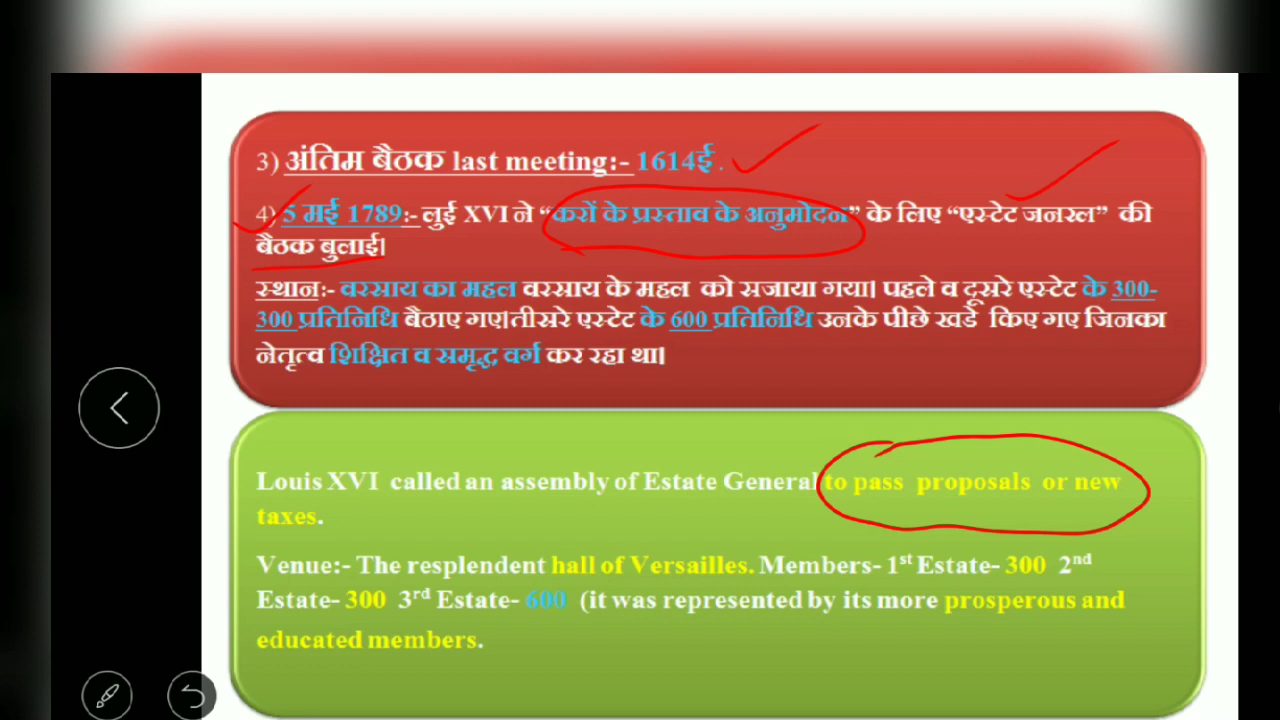 3) अंतिम बैठक last meeting:- 1614ई .
4) 5 मई 1789:- लुई XVI ने “करों के प्रस्ताव के अनुमोदन” के लिए “एस्टेट जनरल” की
बैठक बुलाई।
स्थान:- वरसाय का महल वरसाय के महल को सजाया गया। पहले व दूसरे एस्टेट के 300-
300 प्रतिनिधि बैठाए गए।तीसरे एस्टेट के 600 प्रतिनिधि उनके पीछे खडें किए गए जिनका
नेतृत्व शिक्षित व समृद्ध वर्ग कर रहा था।
Louis XVI called an assembly of Estate General to pass proposals or new
taxes.
Venue:- The resplendent hall of Versailles. Members- 1st Estate- 300 2nd
Estate- 300 3rd Estate- 600 (it was represented by its more prosperous and
educated members.